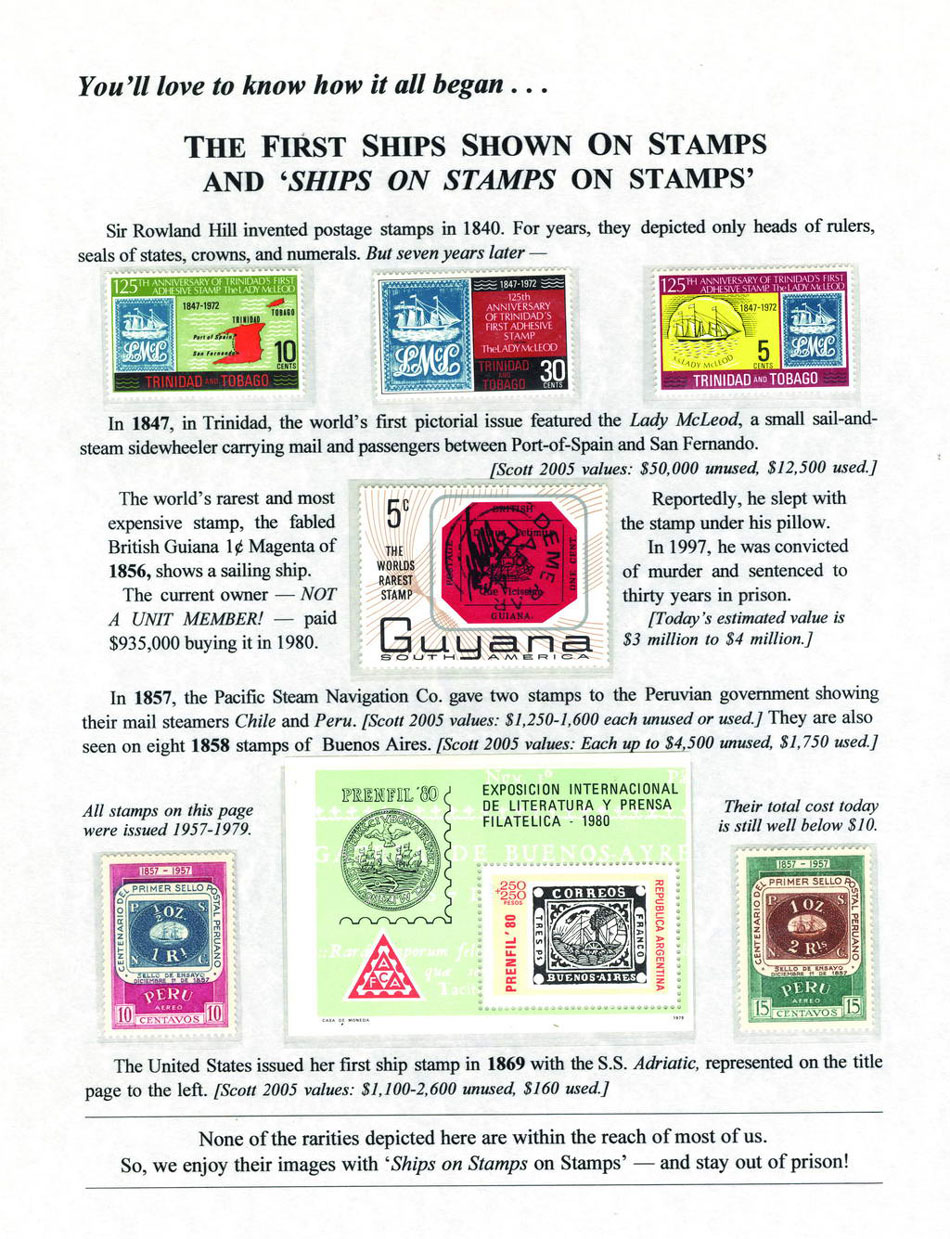 You'll love to know how it all began . . .
THE FIRST SHIPS SHOWN ON STAMPS
AND ‘SHIPS ON STAMPS ON STAMPS’
Sir Rowland Hill invented postage stamps in 1840. For years, they depicted only heads of rulers,
seals of states, crowns, and numerals. But seven years later —
125TH ANNIVERSARY OF TRINIDAD'S FIRST
ADHESIVE STAMP The LADY McLEOD
1847-1972
TRINIDAD
TOBAGO
Port of Spain
San Fernando
LMcL
10
CENTS
TRINIDAD AND TOBAGO
1847-1972
125th
ANNIVERSARY
OF TRINIDAD'S
FIRST ADHESIVE
STAMP
The LADY McLEOD
LMcL
TRINIDAD
AND
TOBAGO
30
CENTS
125TH ANNIVERSARY OF TRINIDAD'S FIRST
ADHESIVE STAMP The LADY McLEOD
1847-1972
S.S. LADY McLEOD
LMcL
5
CENTS
TRINIDAD AND TOBAGO
In 1847, in Trinidad, the world's first pictorial issue featured the Lady McLeod, a small sail-and-
steam sidewheeler carrying mail and passengers between Port-of-Spain and San Fernando.
[Scott 2005 values: $50,000 unused, $12,500 used.]
The world's rarest and most
expensive stamp, the fabled
British Guiana 1¢ Magenta of
1856, shows a sailing ship.
The current owner — NOT
A UNIT MEMBER! — paid
$935,000 buying it in 1980.
5c
THE
WORLDS
RAREST
STAMP
BRITISH
POSTAGE
ONE CENT
GUIANA.
DEMERAR
Guyana
SOUTH AMERICA
Reportedly, he slept with
the stamp under his pillow.
In 1997, he was convicted
of murder and sentenced to
thirty years in prison.
[Today's estimated value is
$3 million to $4 million.]
In 1857, the Pacific Steam Navigation Co. gave two stamps to the Peruvian government showing
their mail steamers Chile and Peru. [Scott 2005 values: $1,250-1,600 each unused or used.] They are also
seen on eight 1858 stamps of Buenos Aires. [Scott 2005 values: Each up to $4,500 unused, $1,750 used.]
All stamps on this page
were issued 1957-1979.
PRENFIL '80
EXPOSICION INTERNACIONAL
DE LITERATURA Y PRENSA
FILATELICA - 1980
DE BUENOS-AYRE
AFCA
+250
250
PESOS
PRENFIL '80
CORREOS
TRES Ps
FRANCO
BUENOS-AIRES
REPUBLICA ARGENTINA
CASA DE MONEDA
1979
Their total cost today
is still well below $10.
1857 - 1957
CENTENARIO DEL PRIMER SELLO POSTAL PERUANO
P. S. N. C.
½ OZ.
1 Rl
SELLO DE ENSAYO
DICIEMBRE 1º DE 1857
PERU
AEREO
10 CENTAVOS 10
1857 - 1957
CENTENARIO DEL PRIMER SELLO POSTAL PERUANO
P. S. N. C.
1 OZ.
2 Rls
SELLO DE ENSAYO
DICIEMBRE 1º DE 1857
PERU
AEREO
15 CENTAVOS 15
The United States issued her first ship stamp in 1869 with the S.S. Adriatic, represented on the title
page to the left. [Scott 2005 values: $1,100-2,600 unused, $160 used.]
None of the rarities depicted here are within the reach of most of us.
So, we enjoy their images with ‘Ships on Stamps on Stamps’ — and stay out of prison!